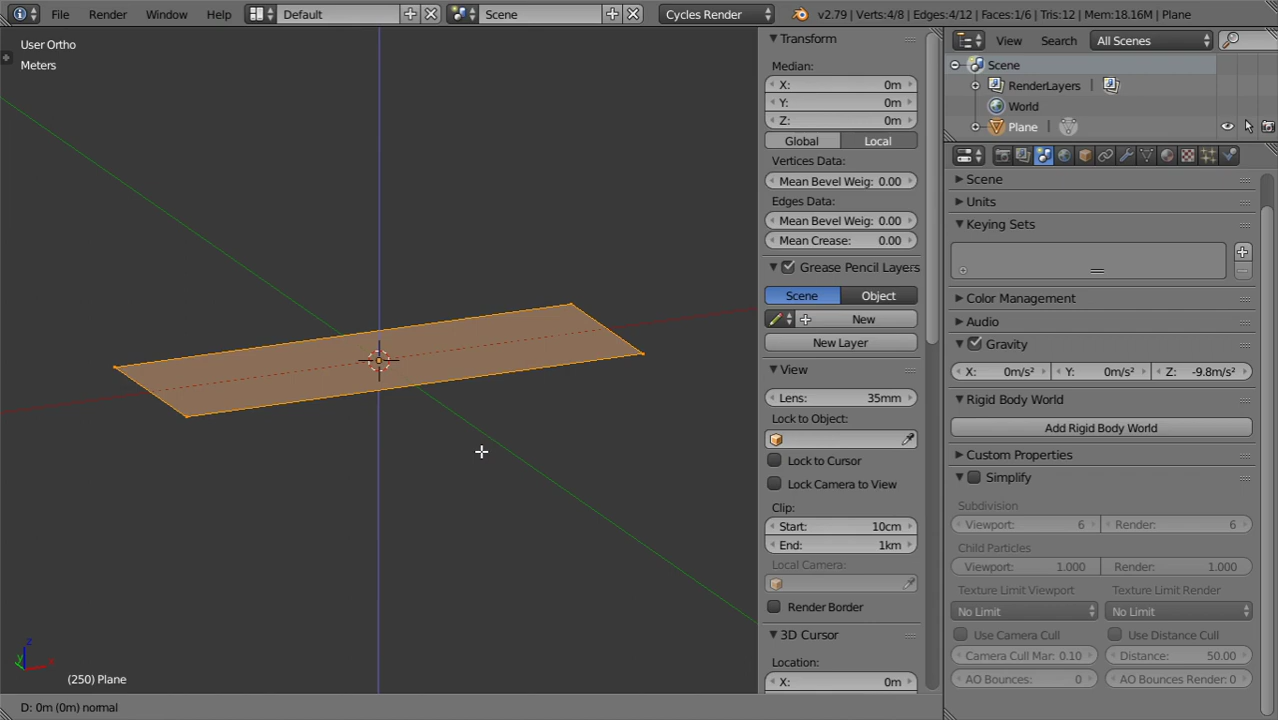 File Render Window Help Default Scene Cycles Render v2.79 | Verts:4/8 | Edges:4/12 | Faces:1/6 | Tris:12 | Mem:18.16M | Plane
User Ortho
Meters
(250) Plane
D: 0m (0m) normal
Transform
Median:
X: 0m
Y: 0m
Z: 0m
Global Local
Vertices Data:
Mean Bevel Weig: 0.00
Edges Data:
Mean Bevel Weig: 0.00
Mean Crease: 0.00
Grease Pencil Layers
Scene Object
New
New Layer
View
Lens: 35mm
Lock to Object:
Lock to Cursor
Lock Camera to View
Clip:
Start: 10cm
End: 1km
Local Camera:
Render Border
3D Cursor
Location:
X: 0m
View Search All Scenes
Scene
RenderLayers |
World
Plane |
Scene
Units
Keying Sets
Color Management
Audio
Gravity
X: 0m/s² Y: 0m/s² Z: -9.8m/s²
Rigid Body World
Add Rigid Body World
Custom Properties
Simplify
Subdivision
Viewport: 6 Render: 6
Child Particles
Viewport: 1.000 Render: 1.000
Texture Limit Viewport Texture Limit Render
No Limit No Limit
Use Camera Cull Use Distance Cull
Camera Cull Mar: 0.10 Distance: 50.00
AO Bounces: 0 AO Bounces Render: 0
z
y